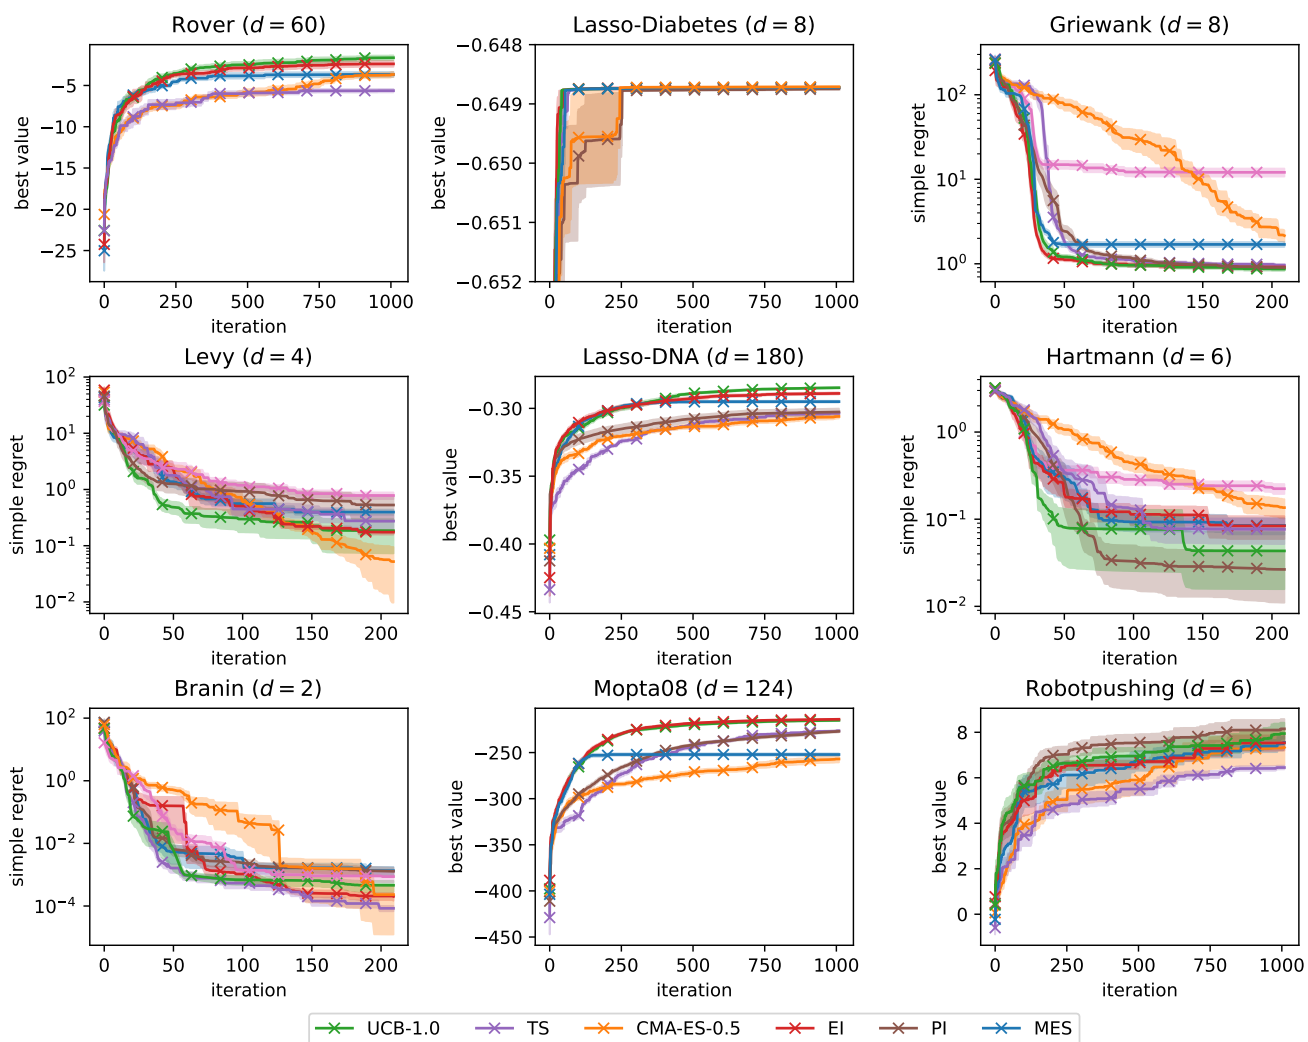 Rover (d = 60)
best value
−5
−10
−15
−20
−25
0 250 500 750 1000
iteration
Lasso-Diabetes (d = 8)
best value
−0.648
−0.649
−0.650
−0.651
−0.652
0 250 500 750 1000
iteration
Griewank (d = 8)
simple regret
10²
10¹
10⁰
0 50 100 150 200
iteration
Levy (d = 4)
simple regret
10²
10¹
10⁰
10⁻¹
10⁻²
0 50 100 150 200
iteration
Lasso-DNA (d = 180)
best value
−0.30
−0.35
−0.40
−0.45
0 250 500 750 1000
iteration
Hartmann (d = 6)
simple regret
10⁰
10⁻¹
10⁻²
0 50 100 150 200
iteration
Branin (d = 2)
simple regret
10²
10⁰
10⁻²
10⁻⁴
0 50 100 150 200
iteration
Mopta08 (d = 124)
best value
−250
−300
−350
−400
−450
0 250 500 750 1000
iteration
Robotpushing (d = 6)
best value
8
6
4
2
0
0 250 500 750 1000
iteration
UCB-1.0 TS CMA-ES-0.5 EI PI MES